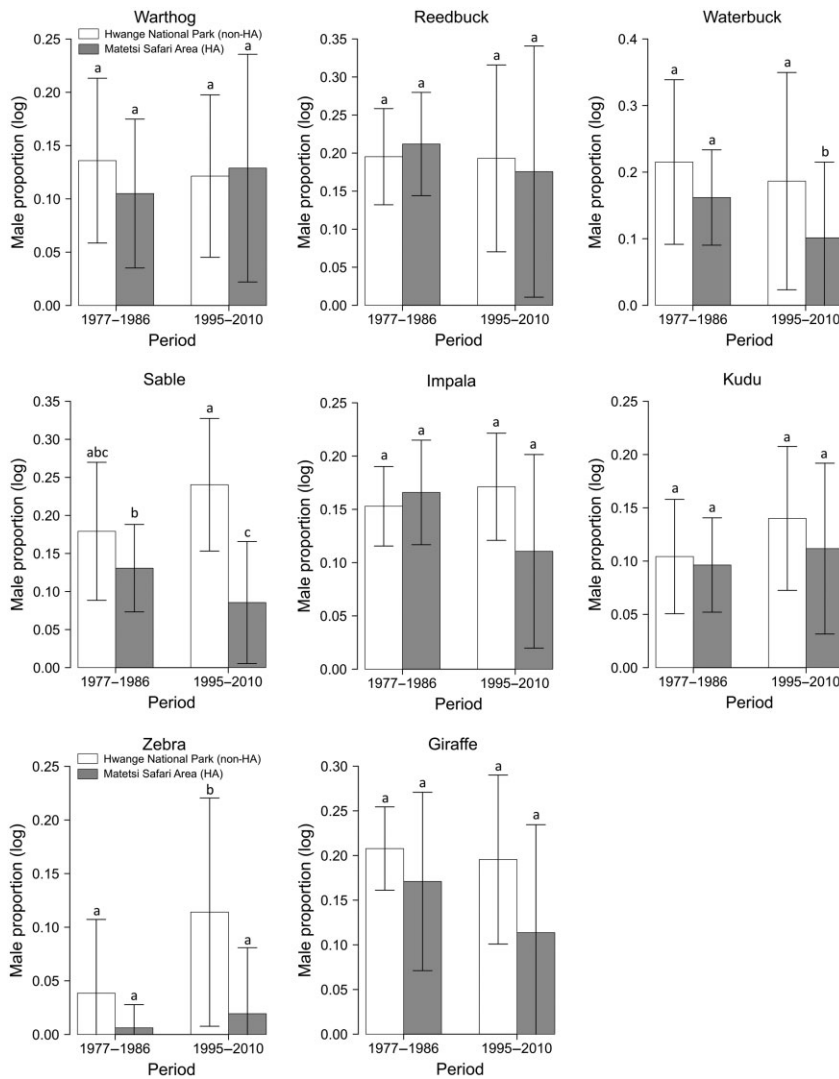 Warthog
Hwange National Park (non-HA)
Matetsi Safari Area (HA)
Male proportion (log)
0.25
0.20
0.15
0.10
0.05
0.00
a
a
a
a
1977–1986
1995–2010
Period
Reedbuck
Male proportion (log)
0.35
0.30
0.25
0.20
0.15
0.10
0.05
0.00
a
a
a
a
1977–1986
1995–2010
Period
Waterbuck
Male proportion (log)
0.4
0.3
0.2
0.1
0.0
a
a
a
b
1977–1986
1995–2010
Period
Sable
Male proportion (log)
0.35
0.30
0.25
0.20
0.15
0.10
0.05
0.00
abc
b
a
c
1977–1986
1995–2010
Period
Impala
Male proportion (log)
0.25
0.20
0.15
0.10
0.05
0.00
a
a
a
a
1977–1986
1995–2010
Period
Kudu
Male proportion (log)
0.25
0.20
0.15
0.10
0.05
0.00
a
a
a
a
1977–1986
1995–2010
Period
Zebra
Hwange National Park (non-HA)
Matetsi Safari Area (HA)
Male proportion (log)
0.25
0.20
0.15
0.10
0.05
0.00
a
a
b
a
1977–1986
1995–2010
Period
Giraffe
Male proportion (log)
0.30
0.25
0.20
0.15
0.10
0.05
0.00
a
a
a
a
1977–1986
1995–2010
Period